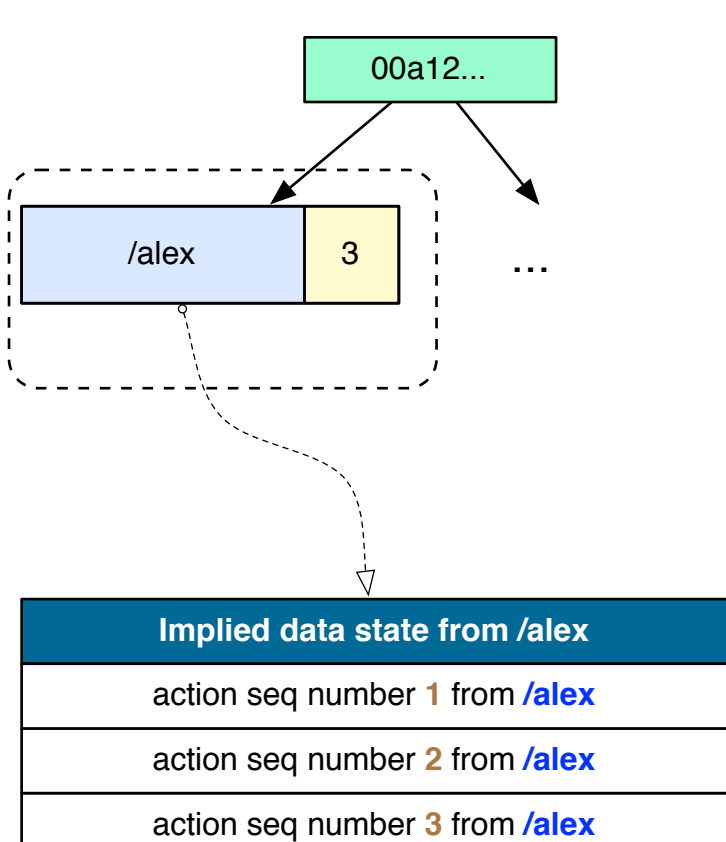 00a12...
/alex 3
...
Implied data state from /alex
action seq number 1 from /alex
action seq number 2 from /alex
action seq number 3 from /alex